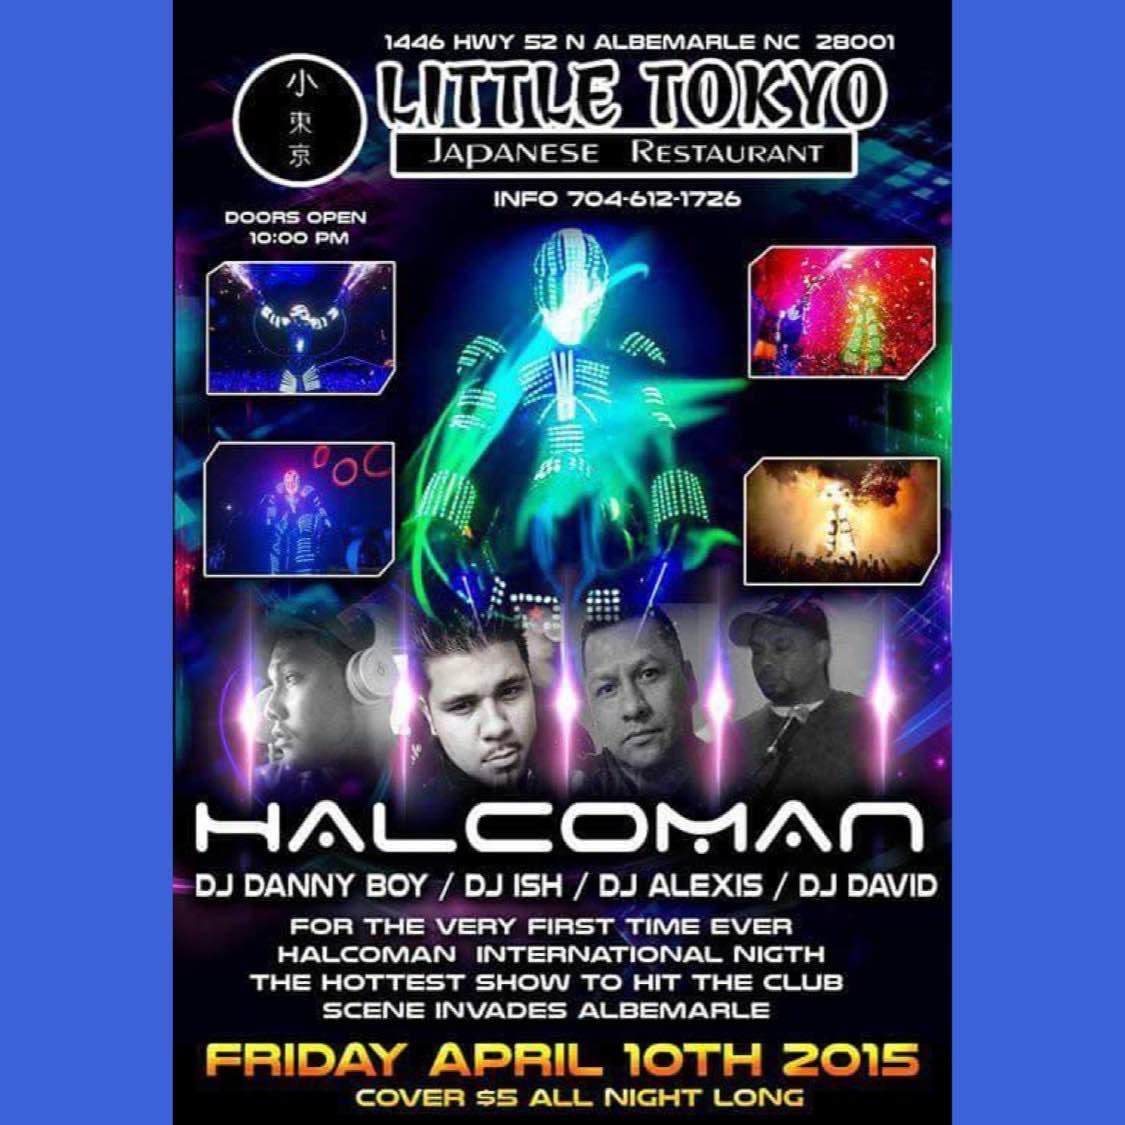 1446 HWY 52 N ALBEMARLE NC 28001
小
東
京
LITTLE TOKYO
JAPANESE RESTAURANT
INFO 704-612-1726
DOORS OPEN
10:00 PM
HALCOMAN
DJ DANNY BOY / DJ ISH / DJ ALEXIS / DJ DAVID
FOR THE VERY FIRST TIME EVER
HALCOMAN INTERNATIONAL NIGTH
THE HOTTEST SHOW TO HIT THE CLUB
SCENE INVADES ALBEMARLE
FRIDAY APRIL 10TH 2015
COVER $5 ALL NIGHT LONG